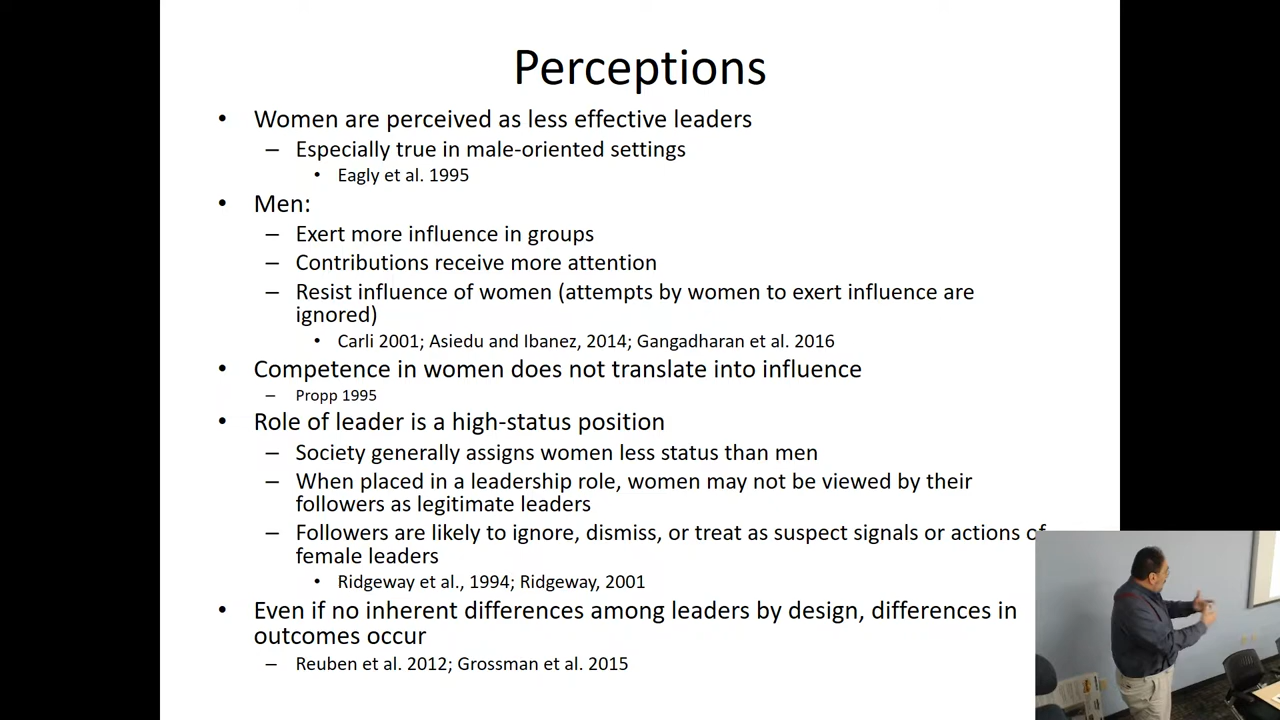 Perceptions
• Women are perceived as less effective leaders
– Especially true in male-oriented settings
• Eagly et al. 1995
• Men:
– Exert more influence in groups
– Contributions receive more attention
– Resist influence of women (attempts by women to exert influence are
ignored)
• Carli 2001; Asiedu and Ibanez, 2014; Gangadharan et al. 2016
• Competence in women does not translate into influence
– Propp 1995
• Role of leader is a high-status position
– Society generally assigns women less status than men
– When placed in a leadership role, women may not be viewed by their
followers as legitimate leaders
– Followers are likely to ignore, dismiss, or treat as suspect signals or actions of
female leaders
• Ridgeway et al., 1994; Ridgeway, 2001
• Even if no inherent differences among leaders by design, differences in
outcomes occur
– Reuben et al. 2012; Grossman et al. 2015